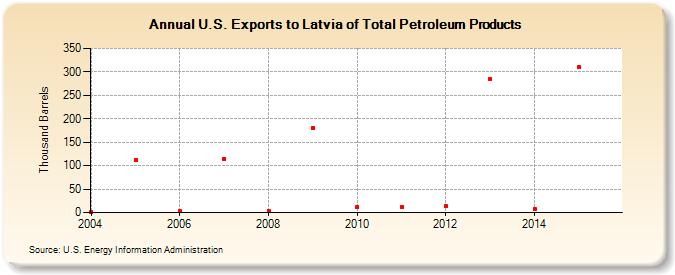 Annual U.S. Exports to Latvia of Total Petroleum Products
Thousand Barrels
350
300
250
200
150
100
50
0
2004 2006 2008 2010 2012 2014
Source: U.S. Energy Information Administration